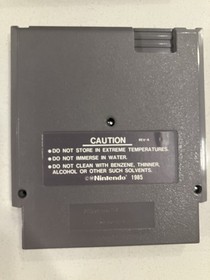 CAUTION
●DO NOT STORE IN EXTREME TEMPERATURES.
●DO NOT IMMERSE IN WATER.
●DO NOT CLEAN WITH BENZENE, THINNER,
ALCOHOL OR OTHER SUCH SOLVENTS.
Nintendo 1985